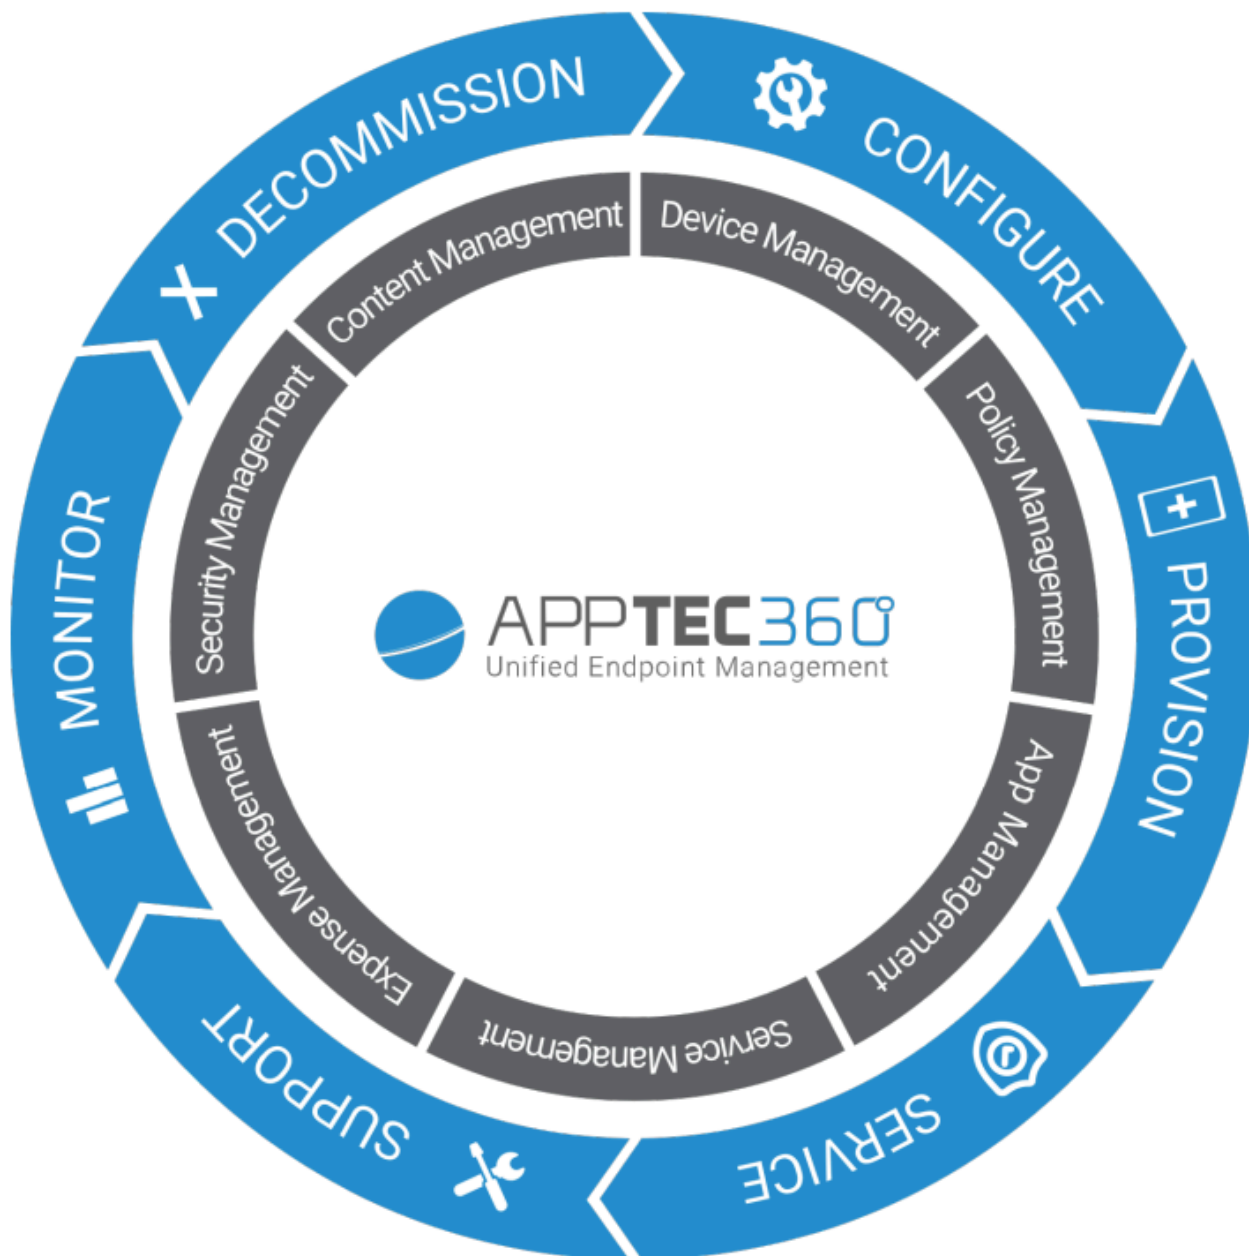 CONFIGURE
PROVISION
SERVICE
SUPPORT
MONITOR
DECOMMISSION
Device Management
Policy Management
App Management
Service Management
Expense Management
Security Management
Content Management
APPTEC360°
Unified Endpoint Management